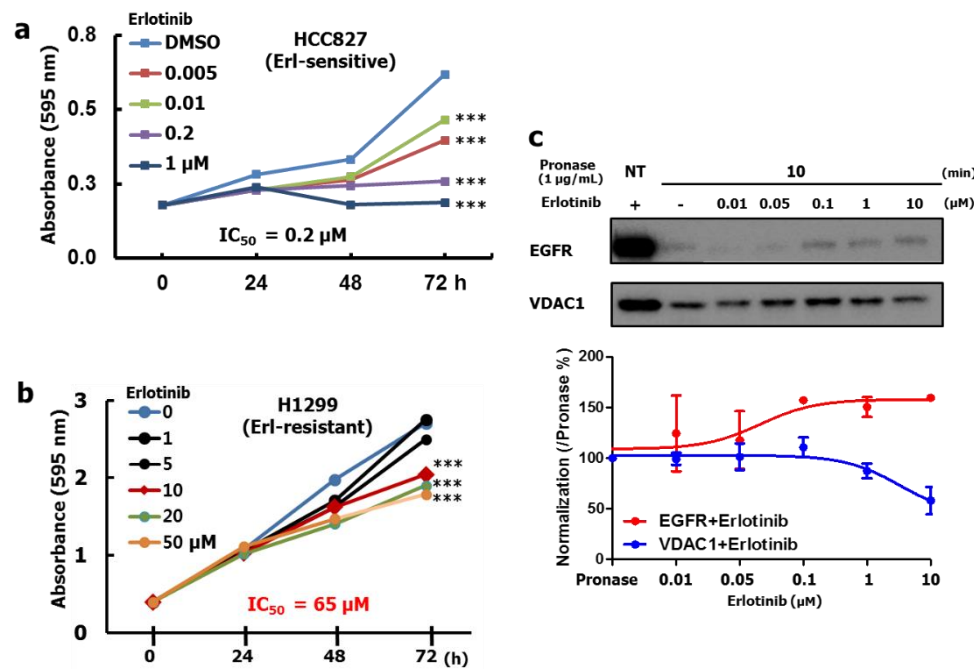 a
Erlotinib
DMSO
0.005
0.01
0.2
1 µM
HCC827
(Erl-sensitive)
0.8
0.5
0.3
0.0
Absorbance (595 nm)
***
***
***
***
IC50 = 0.2 µM
0 24 48 72 h
b
Erlotinib
0
1
5
10
20
50 µM
H1299
(Erl-resistant)
3
2
1
0
Absorbance (595 nm)
***
***
***
IC50 = 65 µM
0 24 48 72 (h)
c
Pronase
(1 µg/mL)
NT 10 (min)
Erlotinib + - 0.01 0.05 0.1 1 10 (µM)
EGFR
VDAC1
Normalization (/Pronase %)
200
150
100
50
0
EGFR+Erlotinib
VDAC1+Erlotinib
Pronase 0.01 0.05 0.1 1 10
Erlotinib (µM)